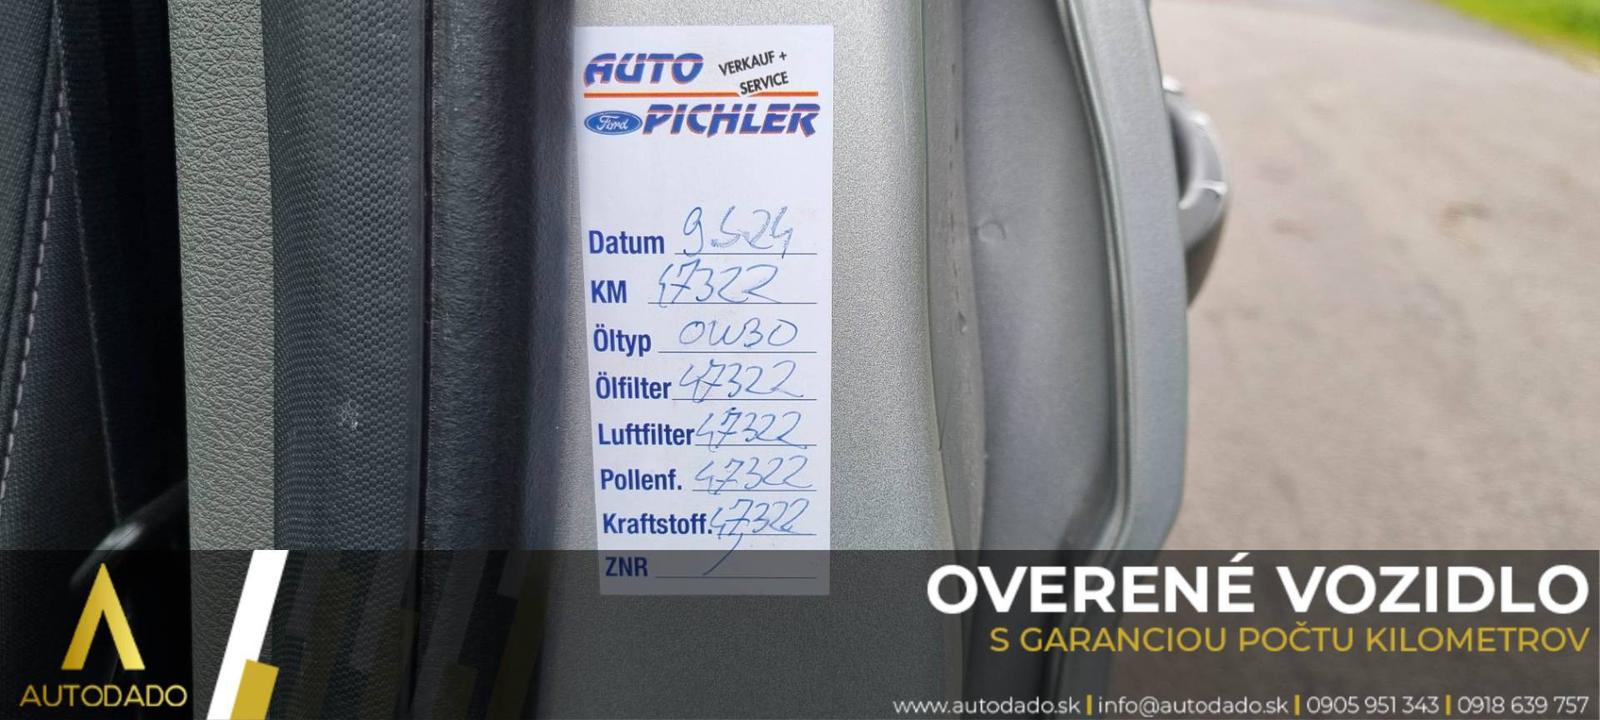 AUTO
VERKAUF +
SERVICE
Ford PICHLER
Datum 9.5.24
KM 47322
Öltyp 0W30
Ölfilter 47322
Luftfilter 47322
Pollenf. 47322
Kraftstoff. 47322
ZNR
AUTODADO
OVERENÉ VOZIDLO
S GARANCIOU POČTU KILOMETROV
www.autodado.sk | info@autodado.sk | 0905 951 343 | 0918 639 757